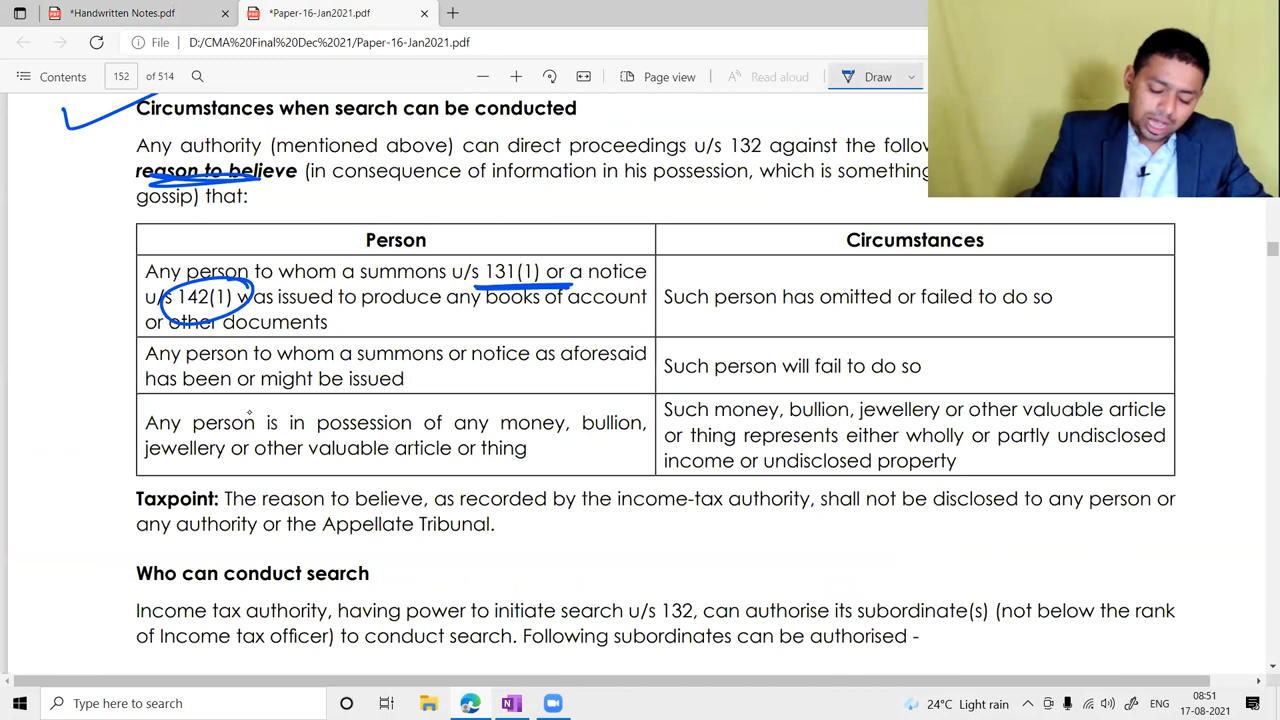 *Handwritten Notes.pdf
*Paper-16-Jan2021.pdf
File
D:/CMA%20Final%20Dec%2021/Paper-16-Jan2021.pdf
Contents
152
of 514
Page view
Read aloud
Draw
Circumstances when search can be conducted
Any authority (mentioned above) can direct proceedings u/s 132 against the follow
reason to believe (in consequence of information in his possession, which is something
gossip) that:
Person
Circumstances
Any person to whom a summons u/s 131(1) or a notice
u/s 142(1) was issued to produce any books of account
or other documents
Such person has omitted or failed to do so
Any person to whom a summons or notice as aforesaid
has been or might be issued
Such person will fail to do so
Any person is in possession of any money, bullion,
jewellery or other valuable article or thing
Such money, bullion, jewellery or other valuable article
or thing represents either wholly or partly undisclosed
income or undisclosed property
Taxpoint: The reason to believe, as recorded by the income-tax authority, shall not be disclosed to any person or
any authority or the Appellate Tribunal.
Who can conduct search
Income tax authority, having power to initiate search u/s 132, can authorise its subordinate(s) (not below the rank
of Income tax officer) to conduct search. Following subordinates can be authorised -
Type here to search
24°C Light rain
ENG
08:51
17-08-2021